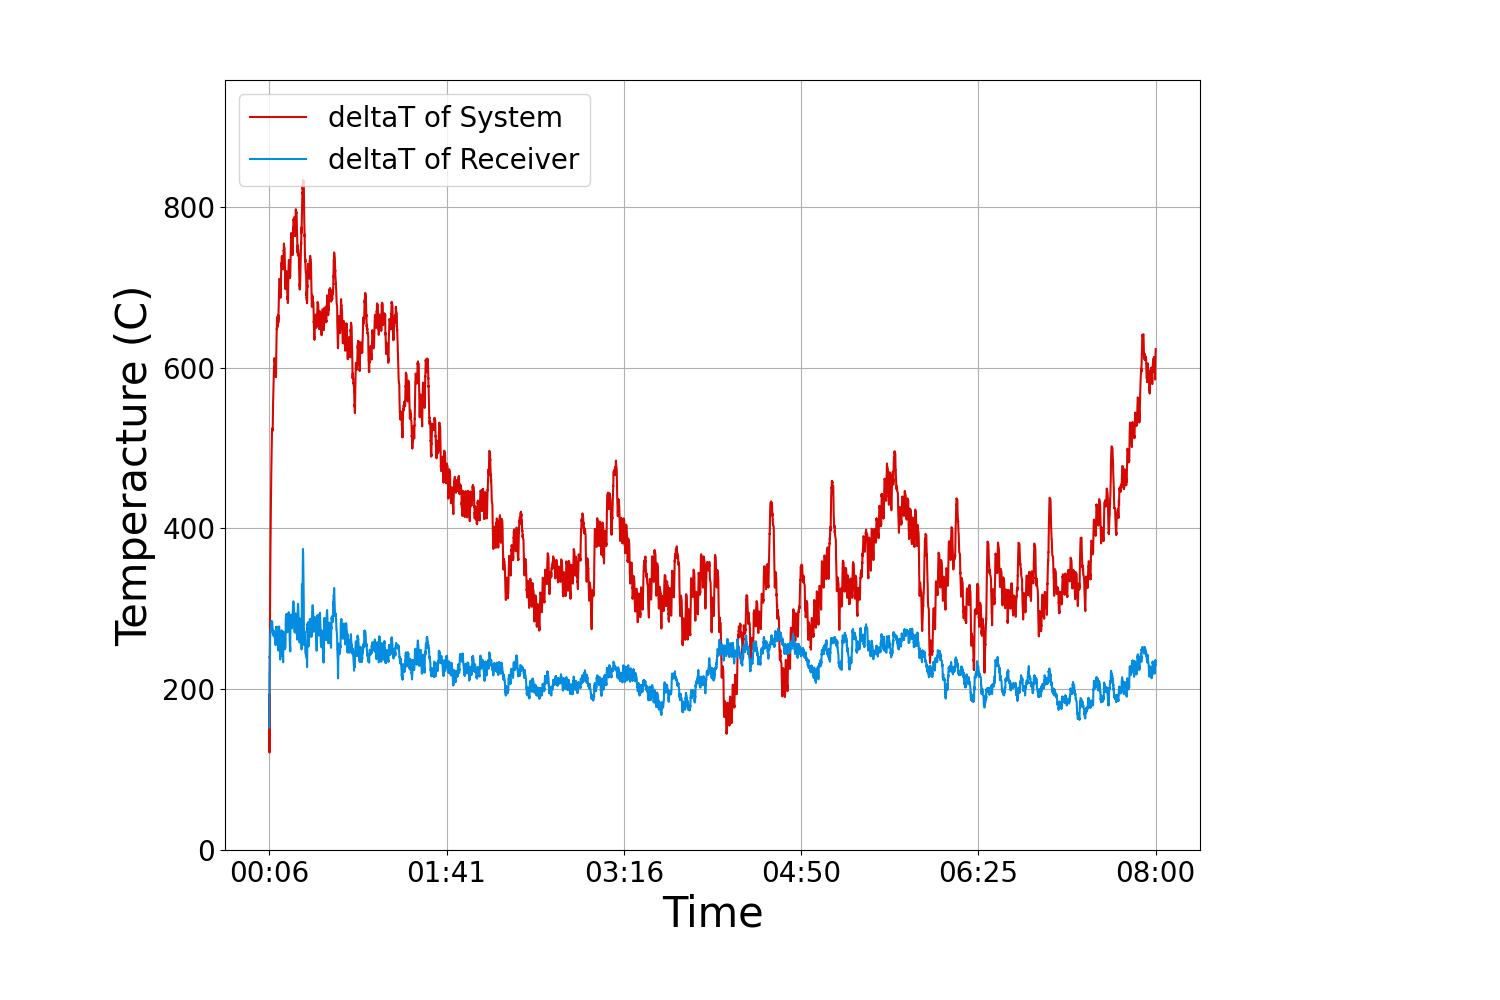 deltaT of System
deltaT of Receiver
Temperacture (C)
800
600
400
200
0
00:06 01:41 03:16 04:50 06:25 08:00
Time